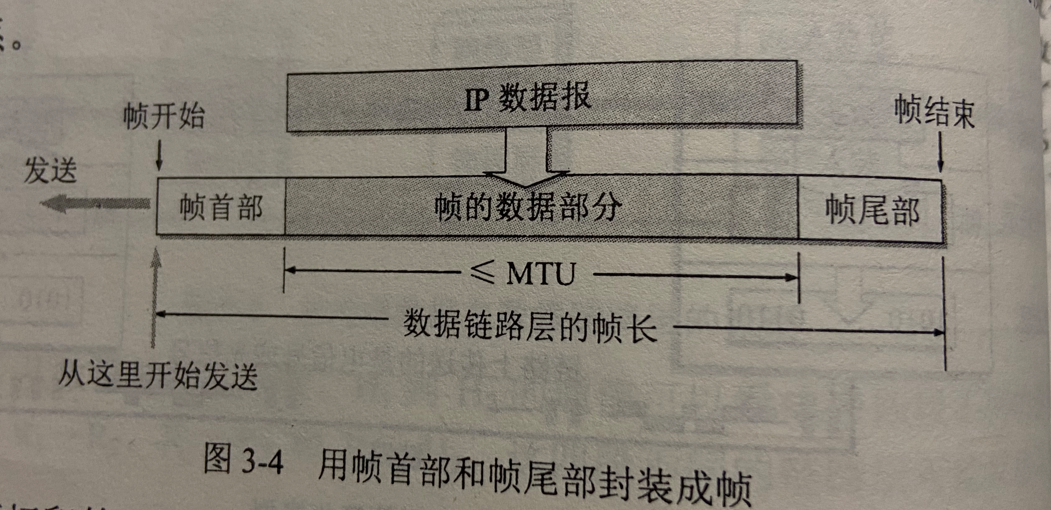 。
IP 数据报
帧开始
帧结束
发送
帧首部
帧的数据部分
帧尾部
≤ MTU
数据链路层的帧长
从这里开始发送
图 3-4 用帧首部和帧尾部封装成帧